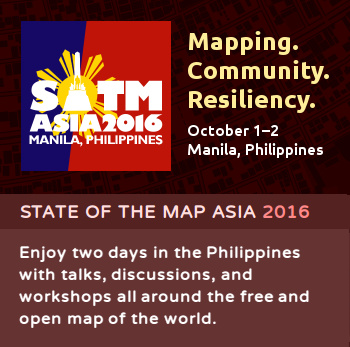 SOTM
ASIA2016
MANILA, PHILIPPINES
Mapping.
Community.
Resiliency.
October 1–2
Manila, Philippines
STATE OF THE MAP ASIA 2016
Enjoy two days in the Philippines
with talks, discussions, and
workshops all around the free and
open map of the world.